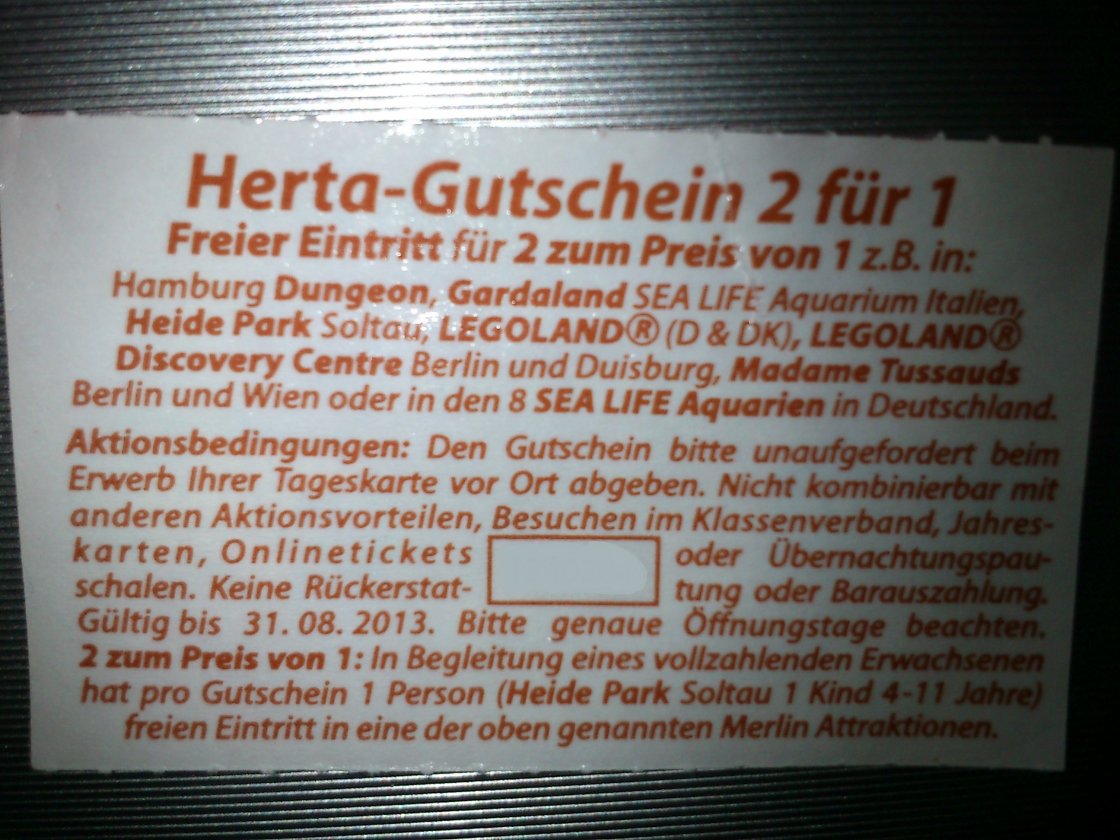 Herta-Gutschein 2 für 1
Freier Eintritt für 2 zum Preis von 1 z.B. in:
Hamburg Dungeon, Gardaland SEA LIFE Aquarium Italien,
Heide Park Soltau, LEGOLAND® (D & DK), LEGOLAND®
Discovery Centre Berlin und Duisburg, Madame Tussauds
Berlin und Wien oder in den 8 SEA LIFE Aquarien in Deutschland.
Aktionsbedingungen: Den Gutschein bitte unaufgefordert beim
Erwerb Ihrer Tageskarte vor Ort abgeben. Nicht kombinierbar mit
anderen Aktionsvorteilen, Besuchen im Klassenverband, Jahres-
karten, Onlinetickets oder Übernachtungspau-
schalen. Keine Rückerstat- tung oder Barauszahlung.
Gültig bis 31. 08. 2013. Bitte genaue Öffnungstage beachten.
2 zum Preis von 1: In Begleitung eines vollzahlenden Erwachsenen
hat pro Gutschein 1 Person (Heide Park Soltau 1 Kind 4-11 Jahre)
freien Eintritt in eine der oben genannten Merlin Attraktionen.